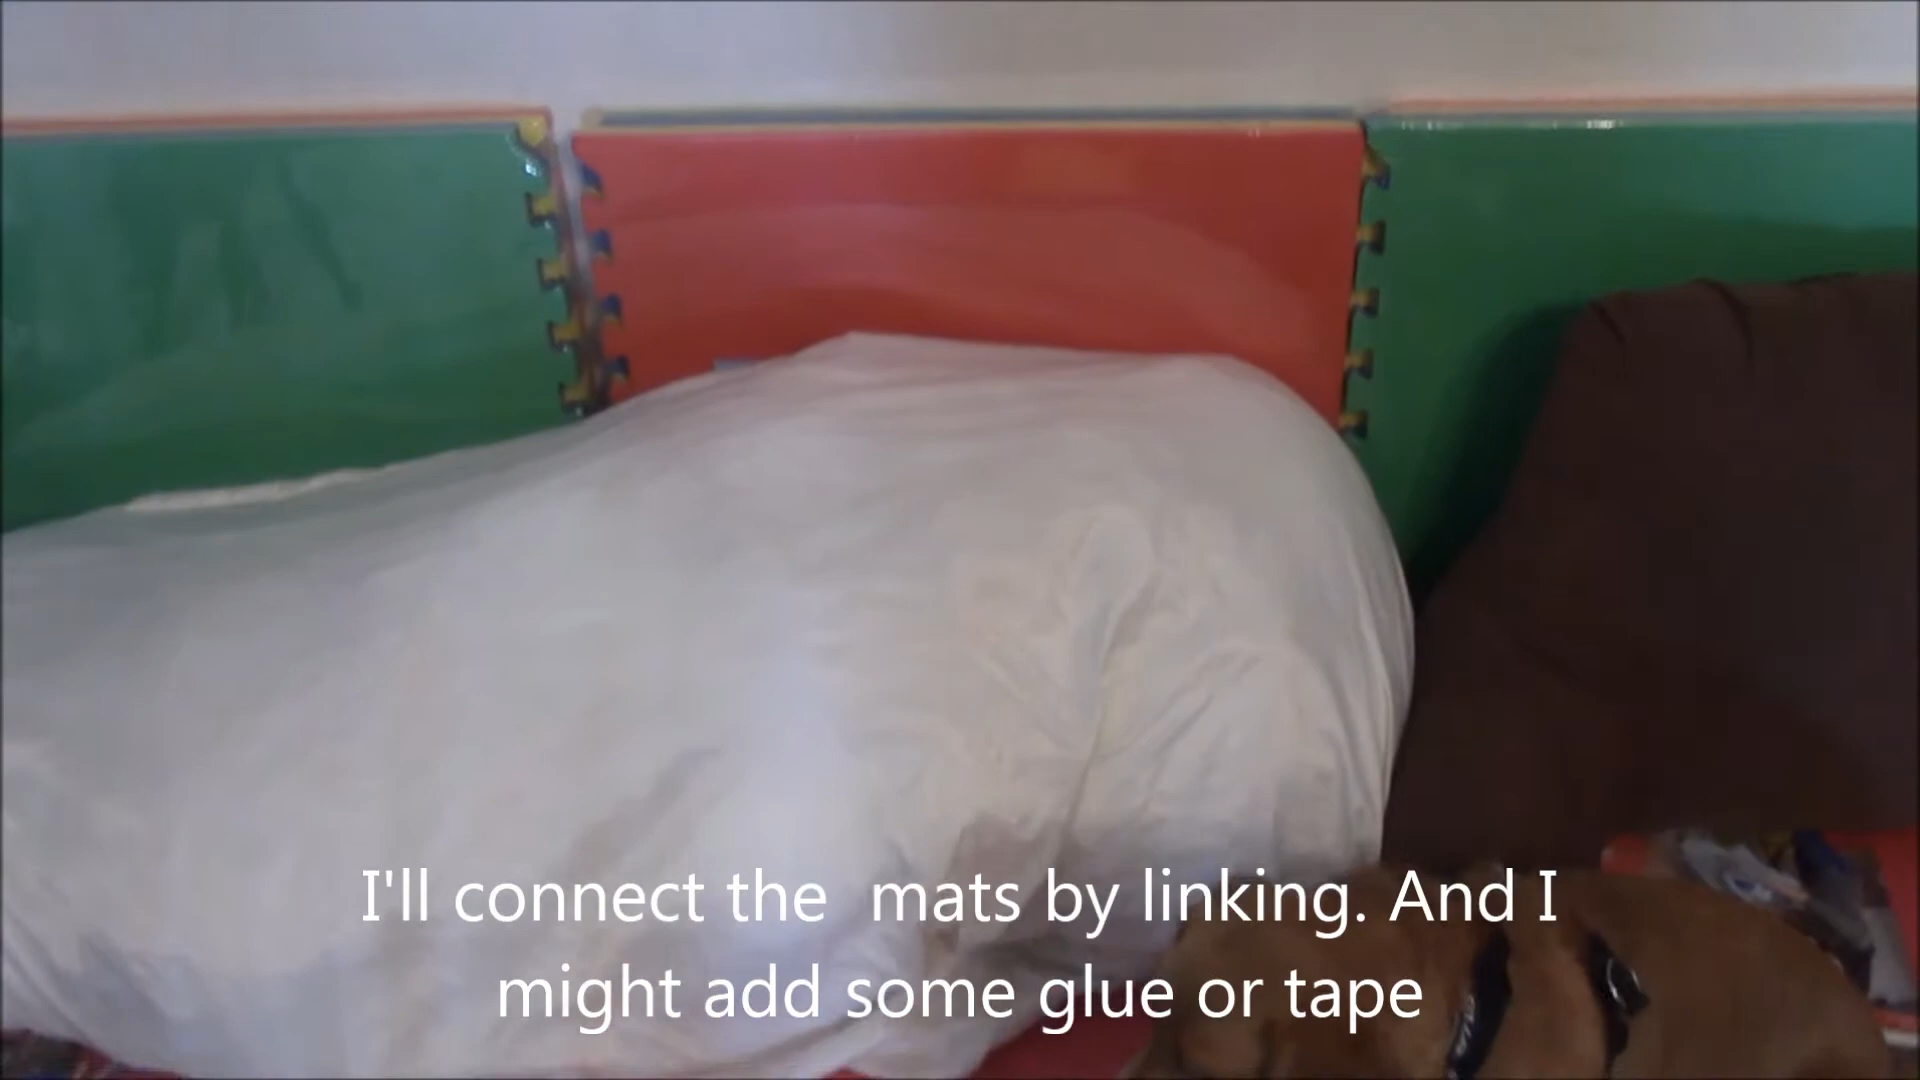 I'll connect the  mats by linking. And I
might add some glue or tape